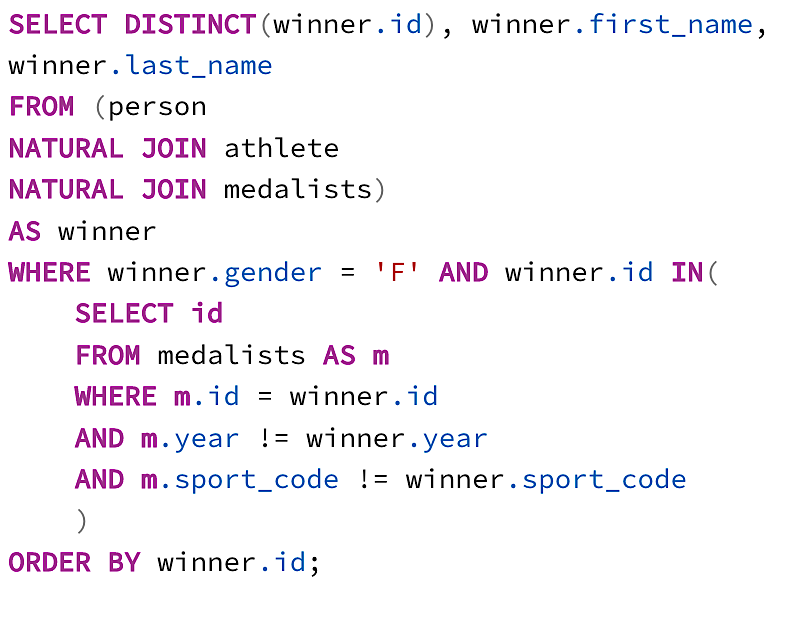 SELECT DISTINCT(winner.id), winner.first_name,
winner.last_name
FROM (person
NATURAL JOIN athlete
NATURAL JOIN medalists)
AS winner
WHERE winner.gender = 'F' AND winner.id IN(
    SELECT id
    FROM medalists AS m
    WHERE m.id = winner.id
    AND m.year != winner.year
    AND m.sport_code != winner.sport_code
    )
ORDER BY winner.id;